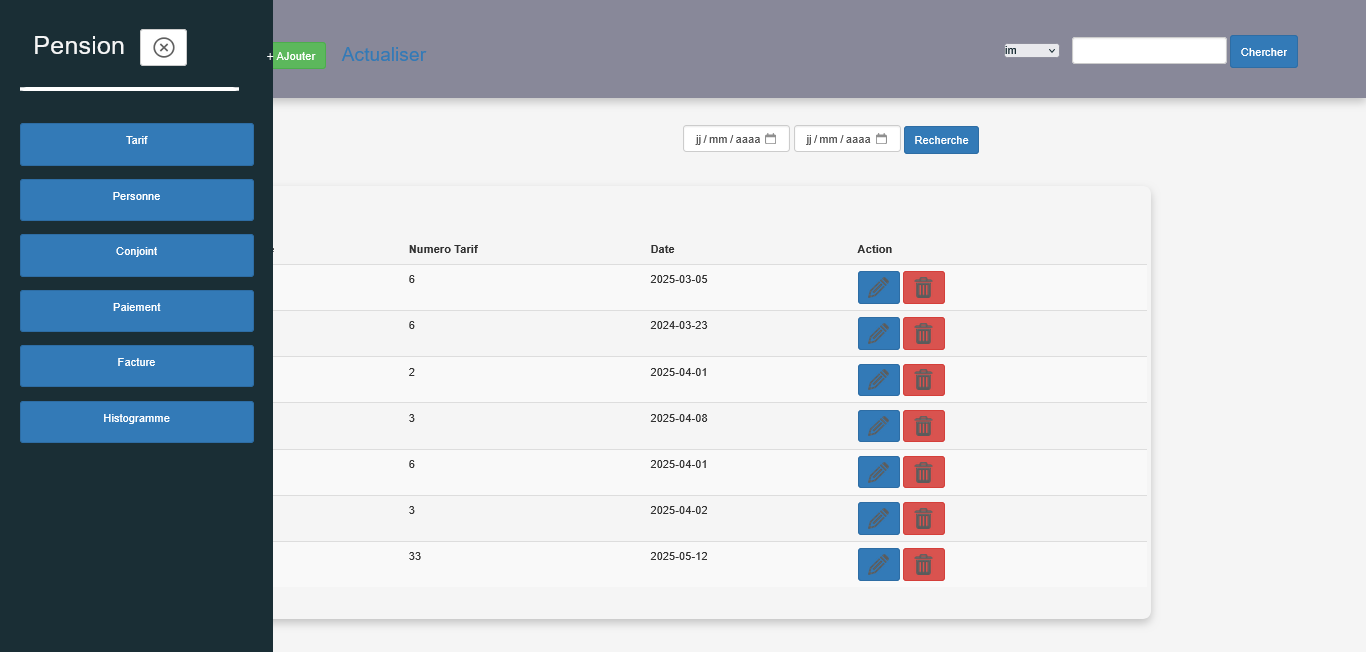 Pension
+ AJouter Actualiser im Chercher
jj / mm / aaaa jj / mm / aaaa Recherche
Tarif
Personne
Conjoint
Paiement
Facture
Histogramme
Numero Tarif Date Action
6 2025-03-05
6 2024-03-23
2 2025-04-01
3 2025-04-08
6 2025-04-01
3 2025-04-02
33 2025-05-12